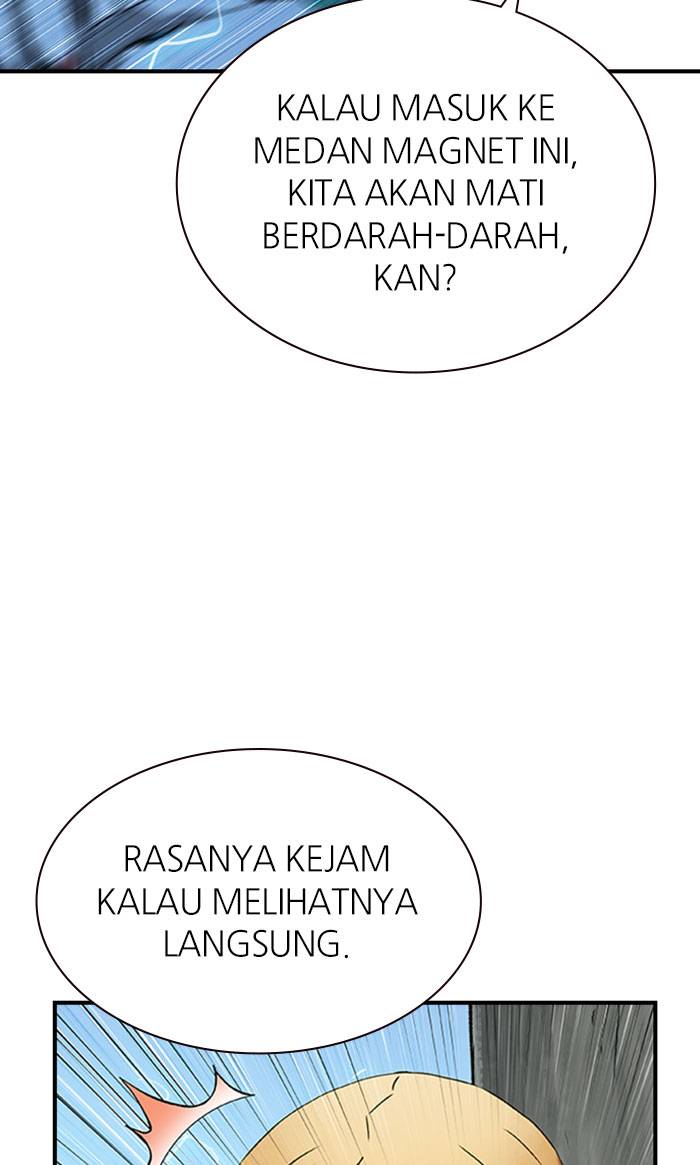 KALAU MASUK KE
MEDAN MAGNET INI,
KITA AKAN MATI
BERDARAH-DARAH,
KAN?
RASANYA KEJAM
KALAU MELIHATNYA
LANGSUNG.